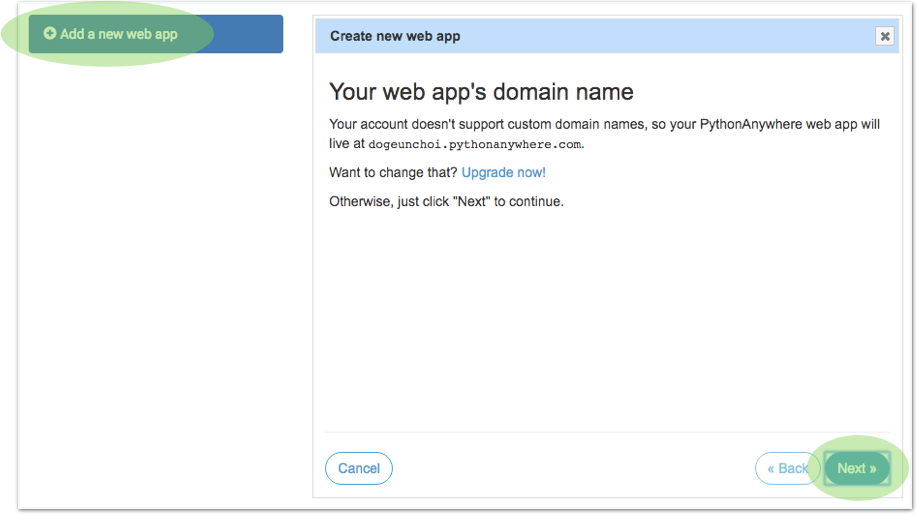 Add a new web app
Create new web app
Your web app's domain name
Your account doesn't support custom domain names, so your PythonAnywhere web app will
live at dogeunchoi.pythonanywhere.com.
Want to change that? Upgrade now!
Otherwise, just click "Next" to continue.
Cancel
« Back
Next »